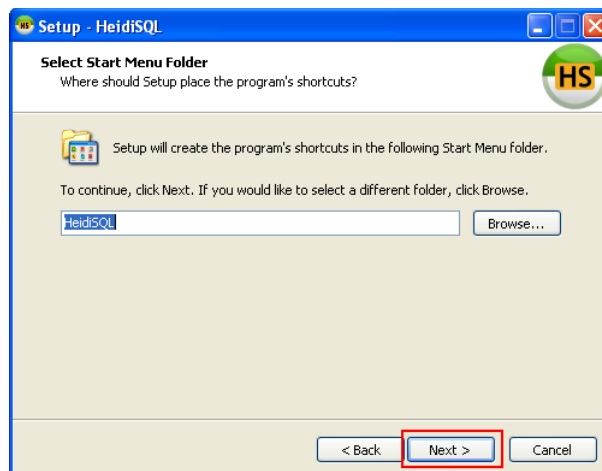 Setup - HeidiSQL
Select Start Menu Folder
Where should Setup place the program's shortcuts?
HS
Setup will create the program's shortcuts in the following Start Menu folder.
To continue, click Next. If you would like to select a different folder, click Browse.
HeidiSQL
Browse...
< Back
Next >
Cancel